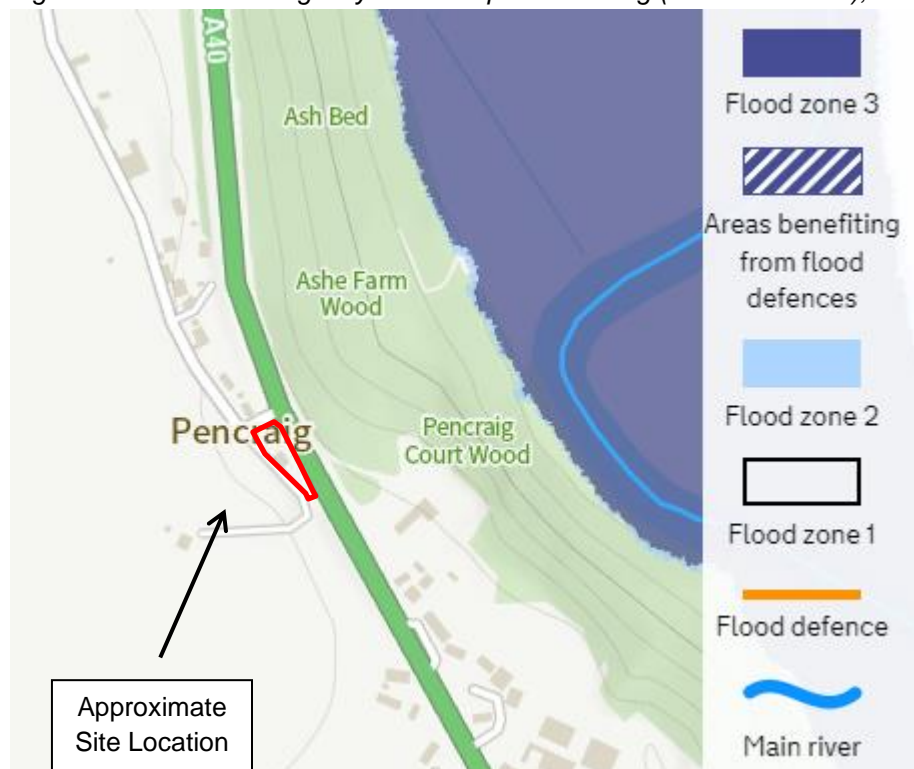 A40
Ash Bed
Ashe Farm
Wood
Pencraig
Pencraig
Court Wood
Approximate
Site Location
Flood zone 3
Areas benefiting
from flood
defences
Flood zone 2
Flood zone 1
Flood defence
Main river